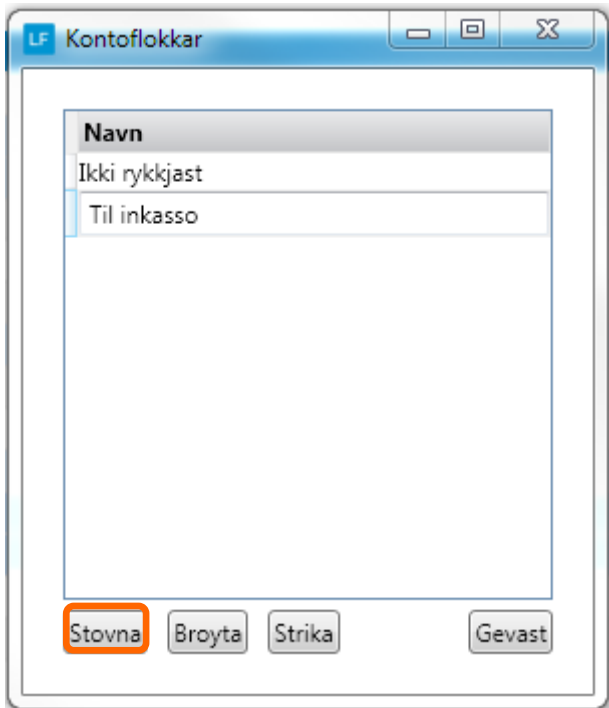 LF Kontoflokkar
Navn
Ikki rykkjast
Til inkasso
Stovna Broyta Strika Gevast